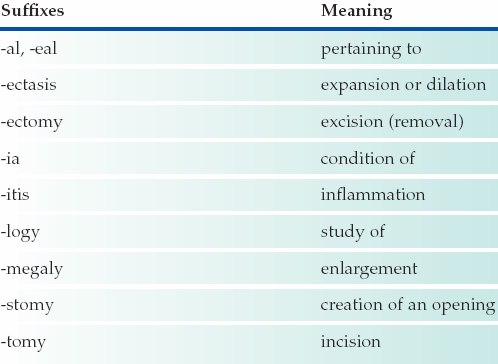 Suffixes Meaning
-al, -eal pertaining to
-ectasis expansion or dilation
-ectomy excision (removal)
-ia condition of
-itis inflammation
-logy study of
-megaly enlargement
-stomy creation of an opening
-tomy incision